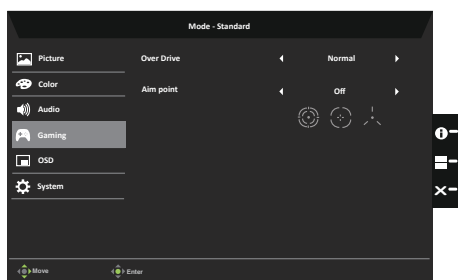 Mode - Standard
Picture
Over Drive Normal
Color
Aim point Off
Audio
Gaming
OSD
System
Move Enter